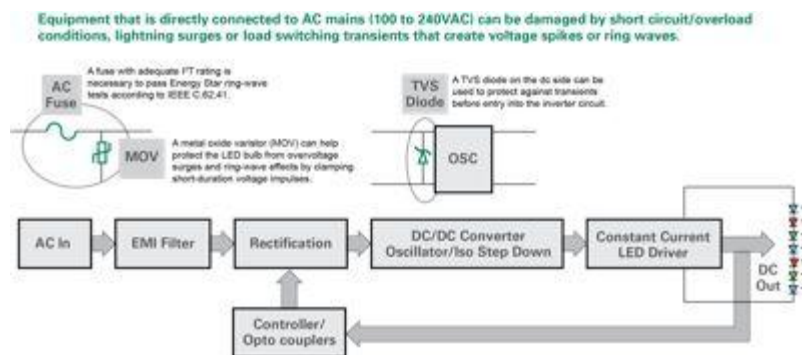 Equipment that is directly connected to AC mains (100 to 240VAC) can be damaged by short circuit/overload
conditions, lightning surges or load switching transients that create voltage spikes or ring waves.
AC
Fuse
A fuse with adequate I²T rating is
necessary to pass Energy Star ring-wave
tests according to IEEE C.62.41.
MOV
A metal oxide varistor (MOV) can help
protect the LED bulb from overvoltage
surges and ring-wave effects by clamping
short-duration voltage impulses.
TVS
Diode
A TVS diode on the dc side can be
used to protect against transients
before entry into the inverter circuit.
OSC
AC In
EMI Filter
Rectification
DC/DC Converter
Oscillator/Iso Step Down
Constant Current
LED Driver
DC
Out
Controller/
Opto couplers